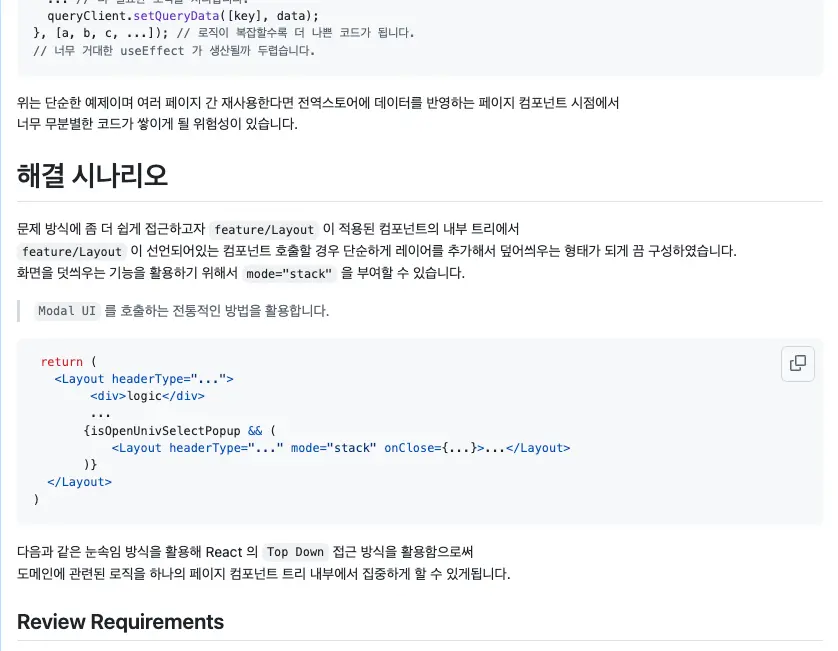 queryClient.setQueryData([key], data);
}, [a, b, c, ...]); // 로직이 복잡할수록 더 나쁜 코드가 됩니다.
// 너무 거대한 useEffect 가 생산될까 두렵습니다.
위는 단순한 예제이며 여러 페이지 간 재사용한다면 전역스토어에 데이터를 반영하는 페이지 컴포넌트 시점에서
너무 무분별한 코드가 쌓이게 될 위험성이 있습니다.
해결 시나리오
문제 방식에 좀 더 쉽게 접근하고자 feature/Layout 이 적용된 컴포넌트의 내부 트리에서
feature/Layout 이 선언되어있는 컴포넌트 호출할 경우 단순하게 레이어를 추가해서 덮어씌우는 형태가 되게 끔 구성하였습니다.
화면을 덧씌우는 기능을 활용하기 위해서 mode="stack" 을 부여할 수 있습니다.
Modal UI 를 호출하는 전통적인 방법을 활용합니다.
return (
<Layout headerType="...">
<div>logic</div>
...
{isOpenUnivSelectPopup && (
<Layout headerType="..." mode="stack" onClose={...}>...</Layout>
)}
</Layout>
)
다음과 같은 눈속임 방식을 활용해 React 의 Top Down 접근 방식을 활용함으로써
도메인에 관련된 로직을 하나의 페이지 컴포넌트 트리 내부에서 집중하게 할 수 있게됩니다.
Review Requirements